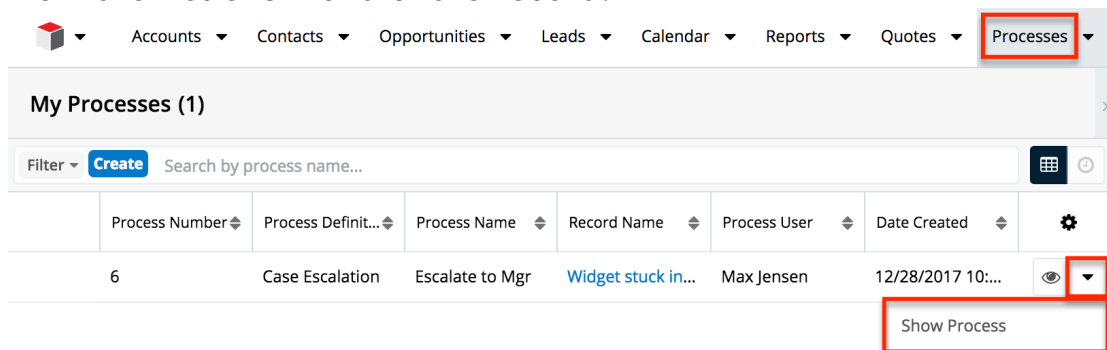 Accounts Contacts Opportunities Leads Calendar Reports Quotes Processes
My Processes (1)
Filter Create Search by process name...
Process Number Process Definit... Process Name Record Name Process User Date Created
6 Case Escalation Escalate to Mgr Widget stuck in... Max Jensen 12/28/2017 10:...
Show Process